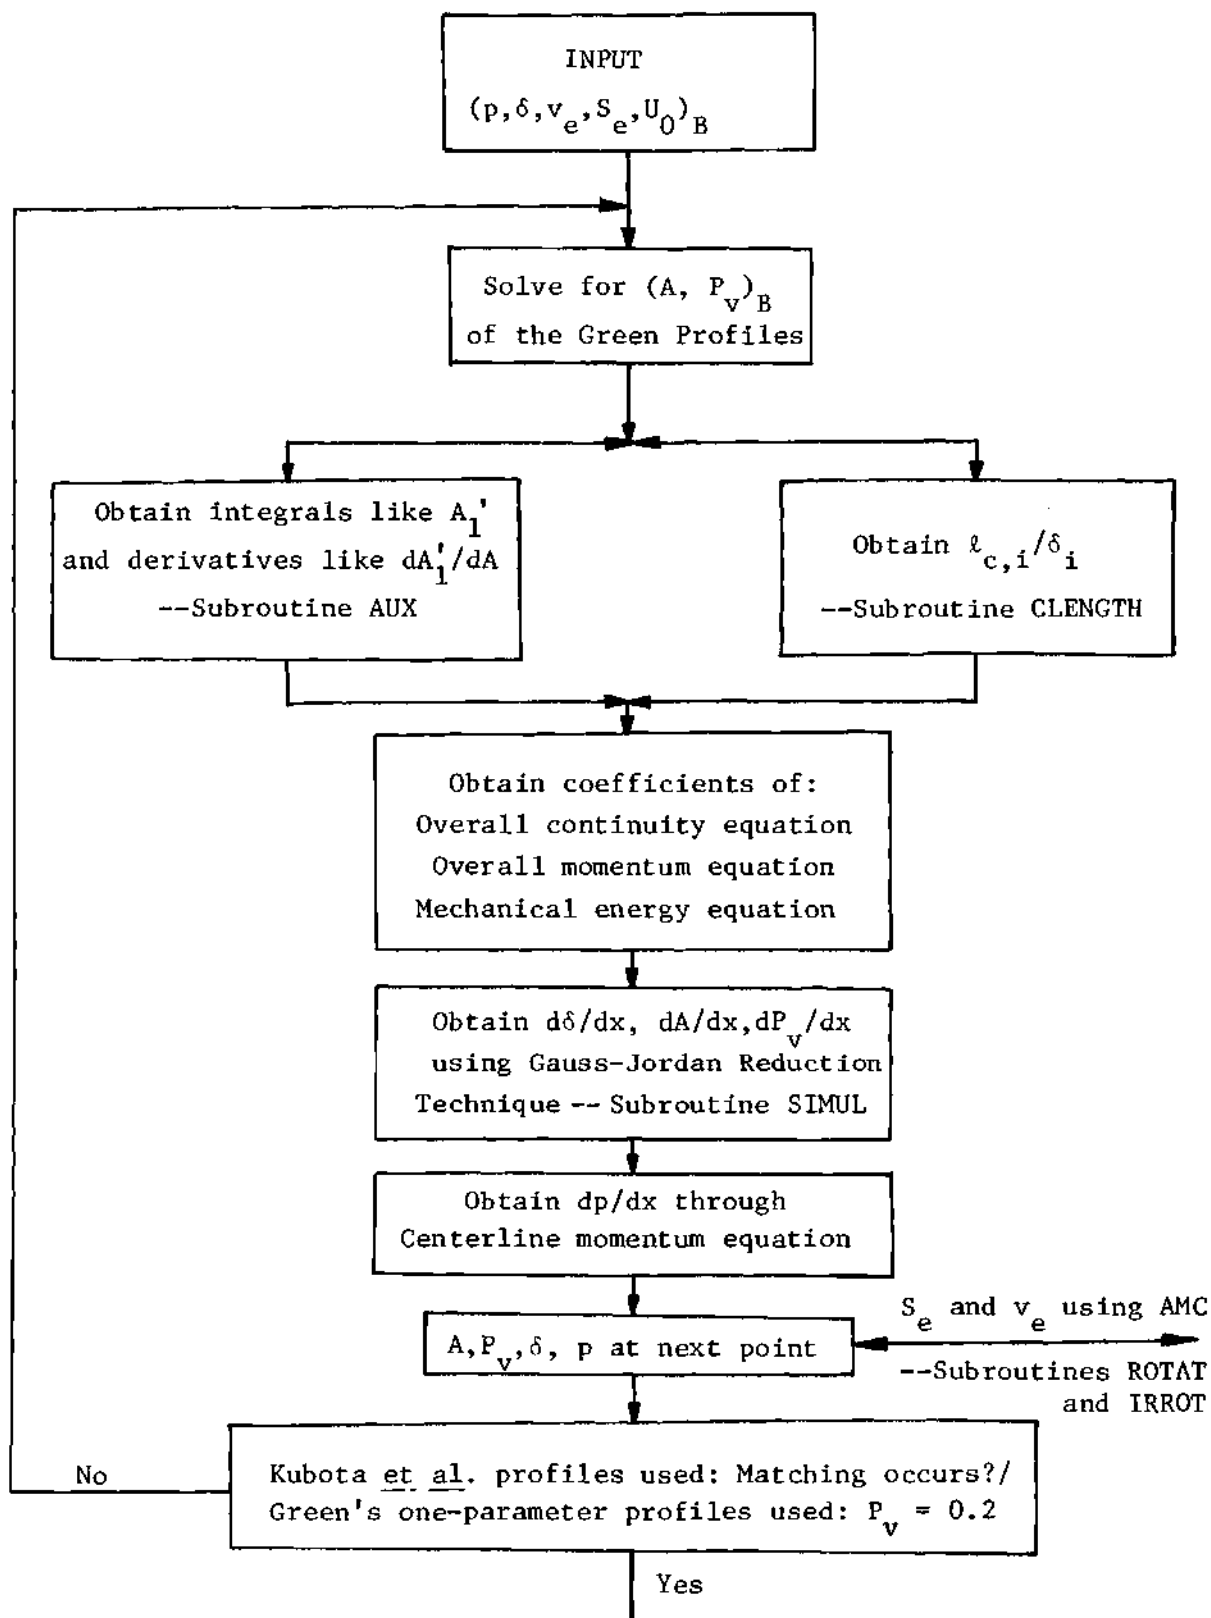 INPUT
(p,δ,v_e,S_e,U_0)_B
Solve for (A, P_v)_B
of the Green Profiles
Obtain integrals like A_1'
and derivatives like dA_1'/dA
--Subroutine AUX
Obtain ℓ_c,i/δ_i
--Subroutine CLENGTH
Obtain coefficients of:
Overall continuity equation
Overall momentum equation
Mechanical energy equation
Obtain dδ/dx, dA/dx,dP_v/dx
using Gauss-Jordan Reduction
Technique -- Subroutine SIMUL
Obtain dp/dx through
Centerline momentum equation
A,P_v,δ, p at next point
S_e and v_e using AMC
--Subroutines ROTAT
and IRROT
No
Kubota et al. profiles used: Matching occurs?/
Green's one-parameter profiles used: P_v = 0.2
Yes